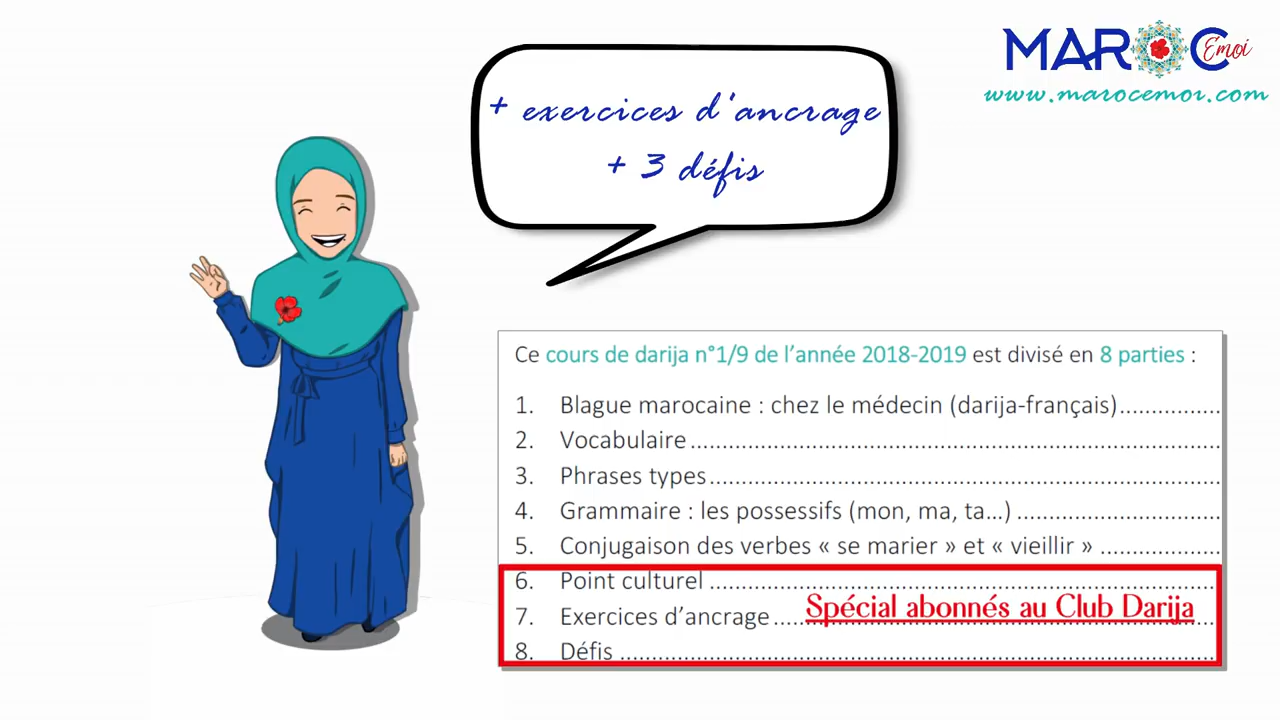 MAROC
Emoi
www.marocemoi.com
+ exercices d'ancrage
+ 3 défis
Ce cours de darija n°1/9 de l'année 2018-2019 est divisé en 8 parties :
1. Blague marocaine : chez le médecin (darija-français)....................
2. Vocabulaire....................
3. Phrases types....................
4. Grammaire : les possessifs (mon, ma, ta...) ....................
5. Conjugaison des verbes « se marier » et « vieillir » ....................
6. Point culturel ....................
7. Exercices d'ancrage ....................
Spécial abonnés au Club Darija
8. Défis ....................